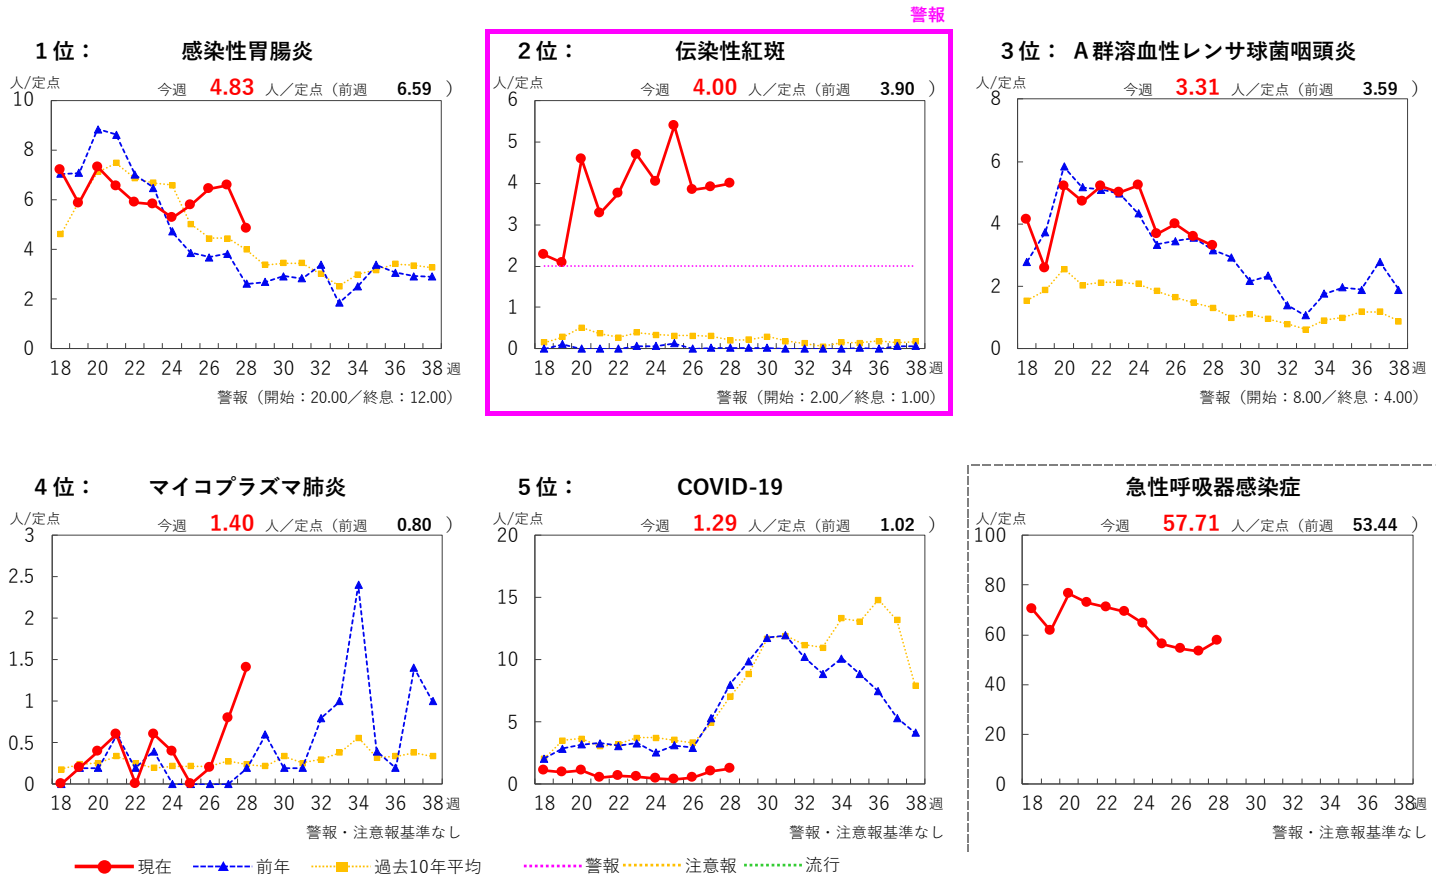 警報
1位： 感染性胃腸炎
人/定点
今週 4.83 人／定点（前週 6.59 ）
10
8
6
4
2
0
18 20 22 24 26 28 30 32 34 36 38 週
警報（開始：20.00／終息：12.00）
2位： 伝染性紅斑
人/定点
今週 4.00 人／定点（前週 3.90 ）
6
5
4
3
2
1
0
18 20 22 24 26 28 30 32 34 36 38 週
警報（開始：2.00／終息：1.00）
3位： A群溶血性レンサ球菌咽頭炎
人/定点
今週 3.31 人／定点（前週 3.59 ）
8
6
4
2
0
18 20 22 24 26 28 30 32 34 36 38 週
警報（開始：8.00／終息：4.00）
4位： マイコプラズマ肺炎
人/定点
今週 1.40 人／定点（前週 0.80 ）
3
2.5
2
1.5
1
0.5
0
18 20 22 24 26 28 30 32 34 36 38 週
警報・注意報基準なし
5位： COVID-19
人/定点
今週 1.29 人／定点（前週 1.02 ）
20
15
10
5
0
18 20 22 24 26 28 30 32 34 36 38 週
警報・注意報基準なし
急性呼吸器感染症
人/定点
今週 57.71 人／定点（前週 53.44 ）
100
80
60
40
20
0
18 20 22 24 26 28 30 32 34 36 38 週
警報・注意報基準なし
現在 前年 過去10年平均 警報 注意報 流行